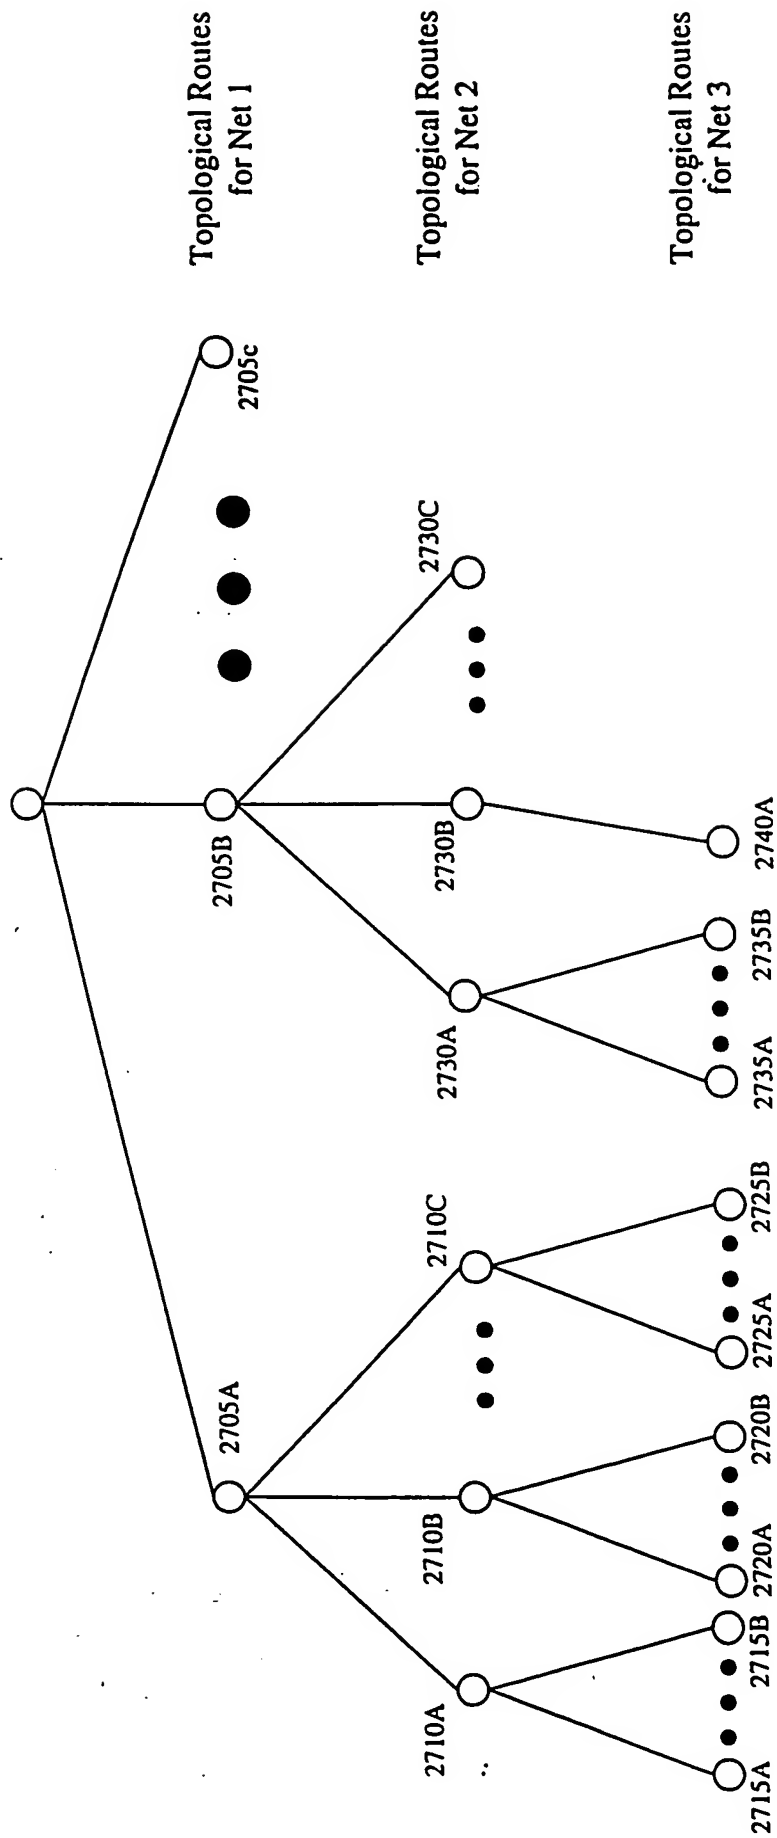 Topological Routes
for Net 1
2705A
2705B
2705c
Topological Routes
for Net 2
2710A
2710B
2710C
2730A
2730B
2730C
Topological Routes
for Net 3
2715A
2715B
2720A
2720B
2725A
2725B
2735A
2735B
2740A